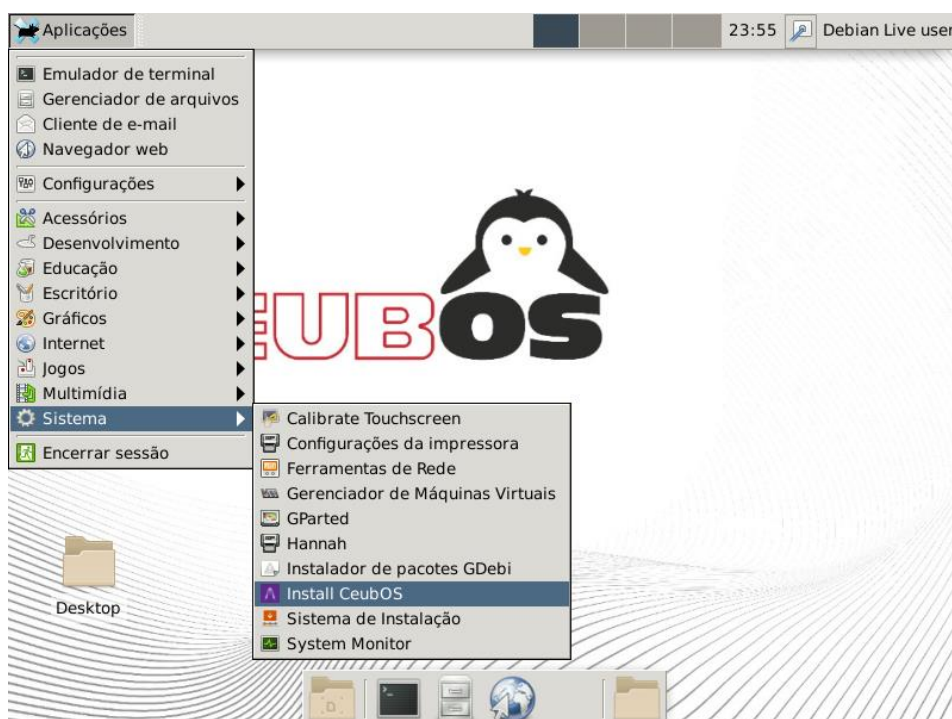 Aplicações
23:55
Debian Live user
Emulador de terminal
Gerenciador de arquivos
Cliente de e-mail
Navegador web
Configurações
Acessórios
Desenvolvimento
Educação
Escritório
Gráficos
Internet
Jogos
Multimídia
Sistema
Encerrar sessão
EUBOS
Calibrate Touchscreen
Configurações da impressora
Ferramentas de Rede
Gerenciador de Máquinas Virtuais
GParted
Hannah
Instalador de pacotes GDebi
Install CeubOS
Sistema de Instalação
System Monitor
Desktop